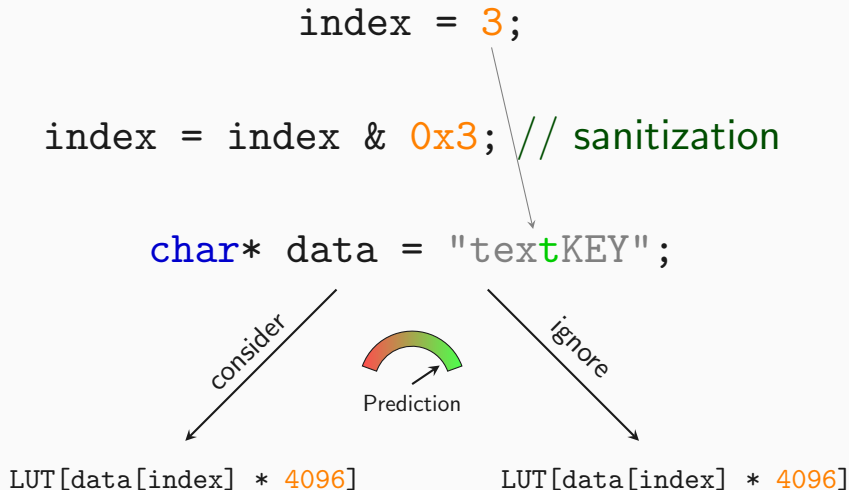 index = 3;
index = index & 0x3; // sanitization
char* data = "textKEY";
consider
ignore
Prediction
LUT[data[index] * 4096]
LUT[data[index] * 4096]